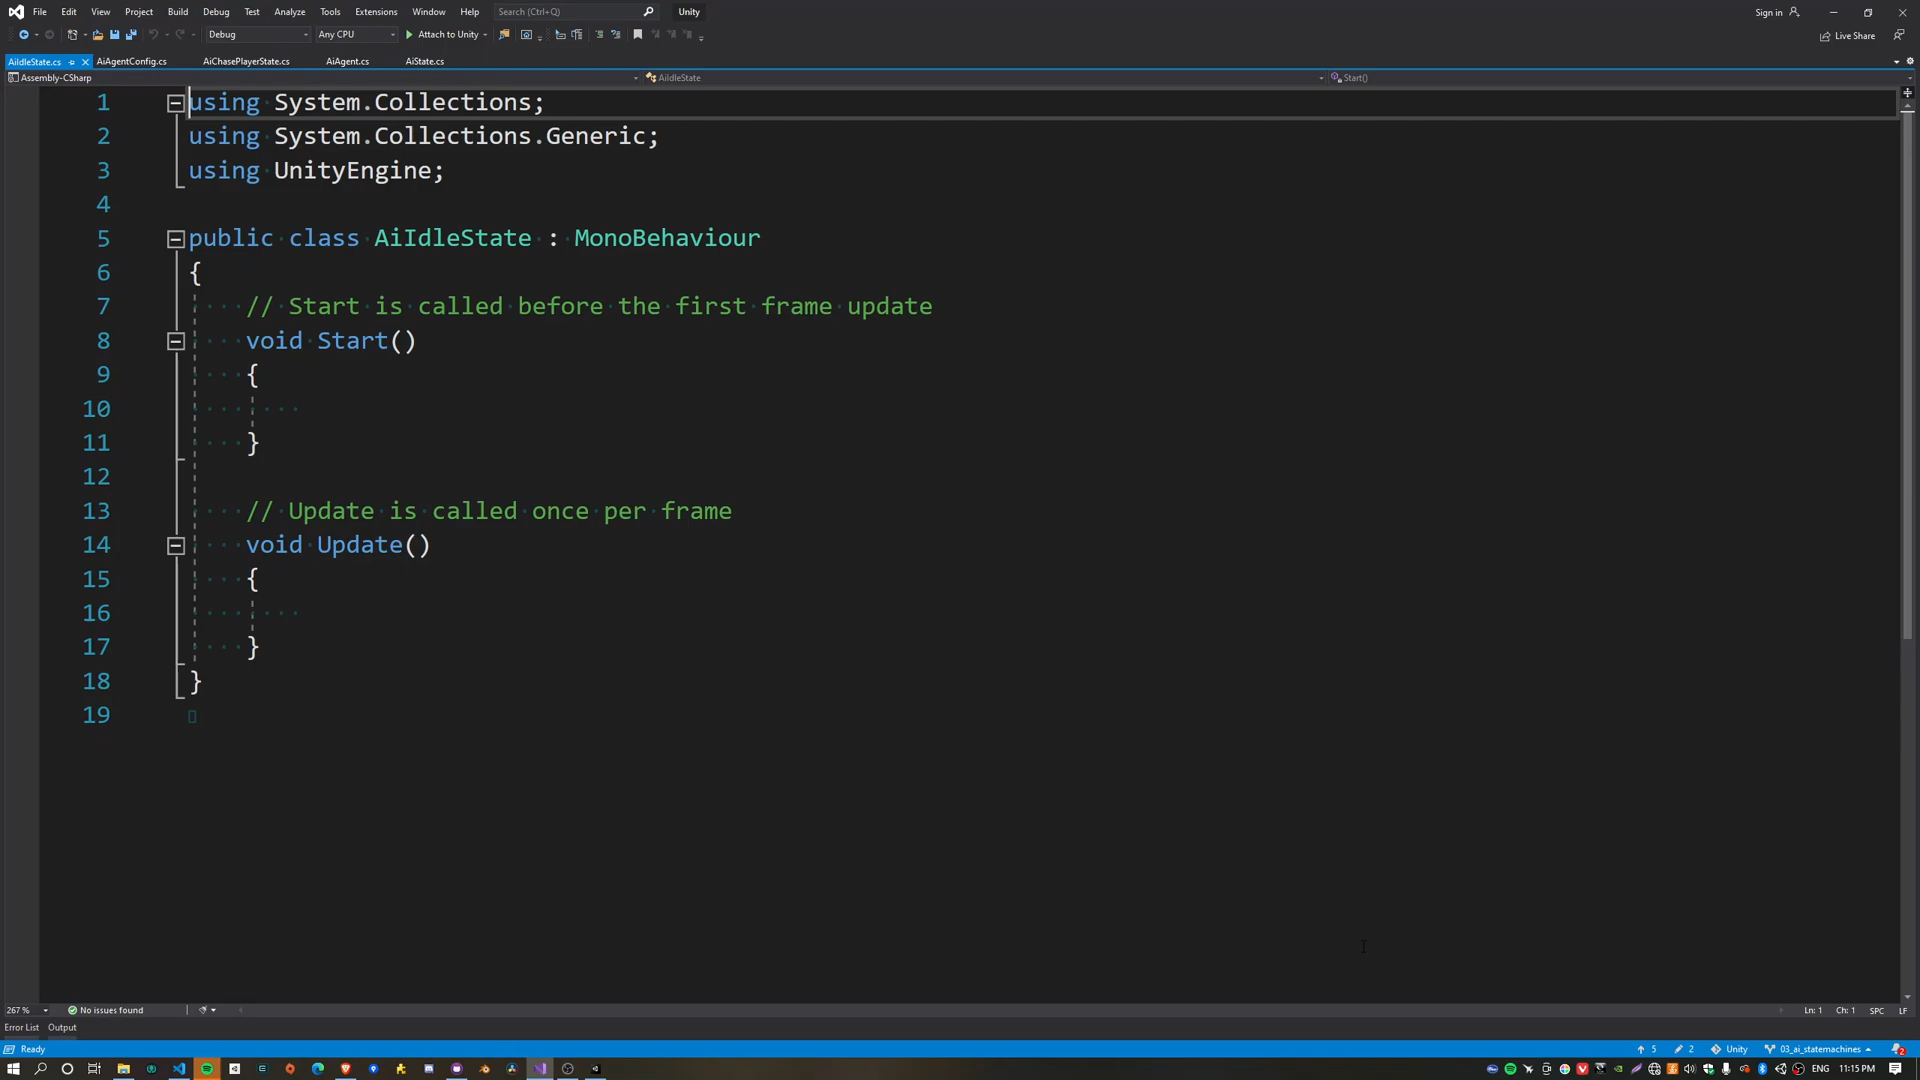 File Edit View Project Build Debug Test Analyze Tools Extensions Window Help Search (Ctrl+Q) Unity Sign in
Debug Any CPU Attach to Unity Live Share
AiIdleState.cs AiAgentConfig.cs AiChasePlayerState.cs AiAgent.cs AiState.cs
Assembly-CSharp AiIdleState Start()
1 using System.Collections;
2 using System.Collections.Generic;
3 using UnityEngine;
4
5 public class AiIdleState : MonoBehaviour
6 {
7 // Start is called before the first frame update
8 void Start()
9 {
10
11 }
12
13 // Update is called once per frame
14 void Update()
15 {
16
17 }
18 }
19
267 % No issues found Ln: 1 Ch: 1 SPC LF
Error List Output
Ready 5 2 Unity 03_ai_statemachines 2
ENG 11:15 PM